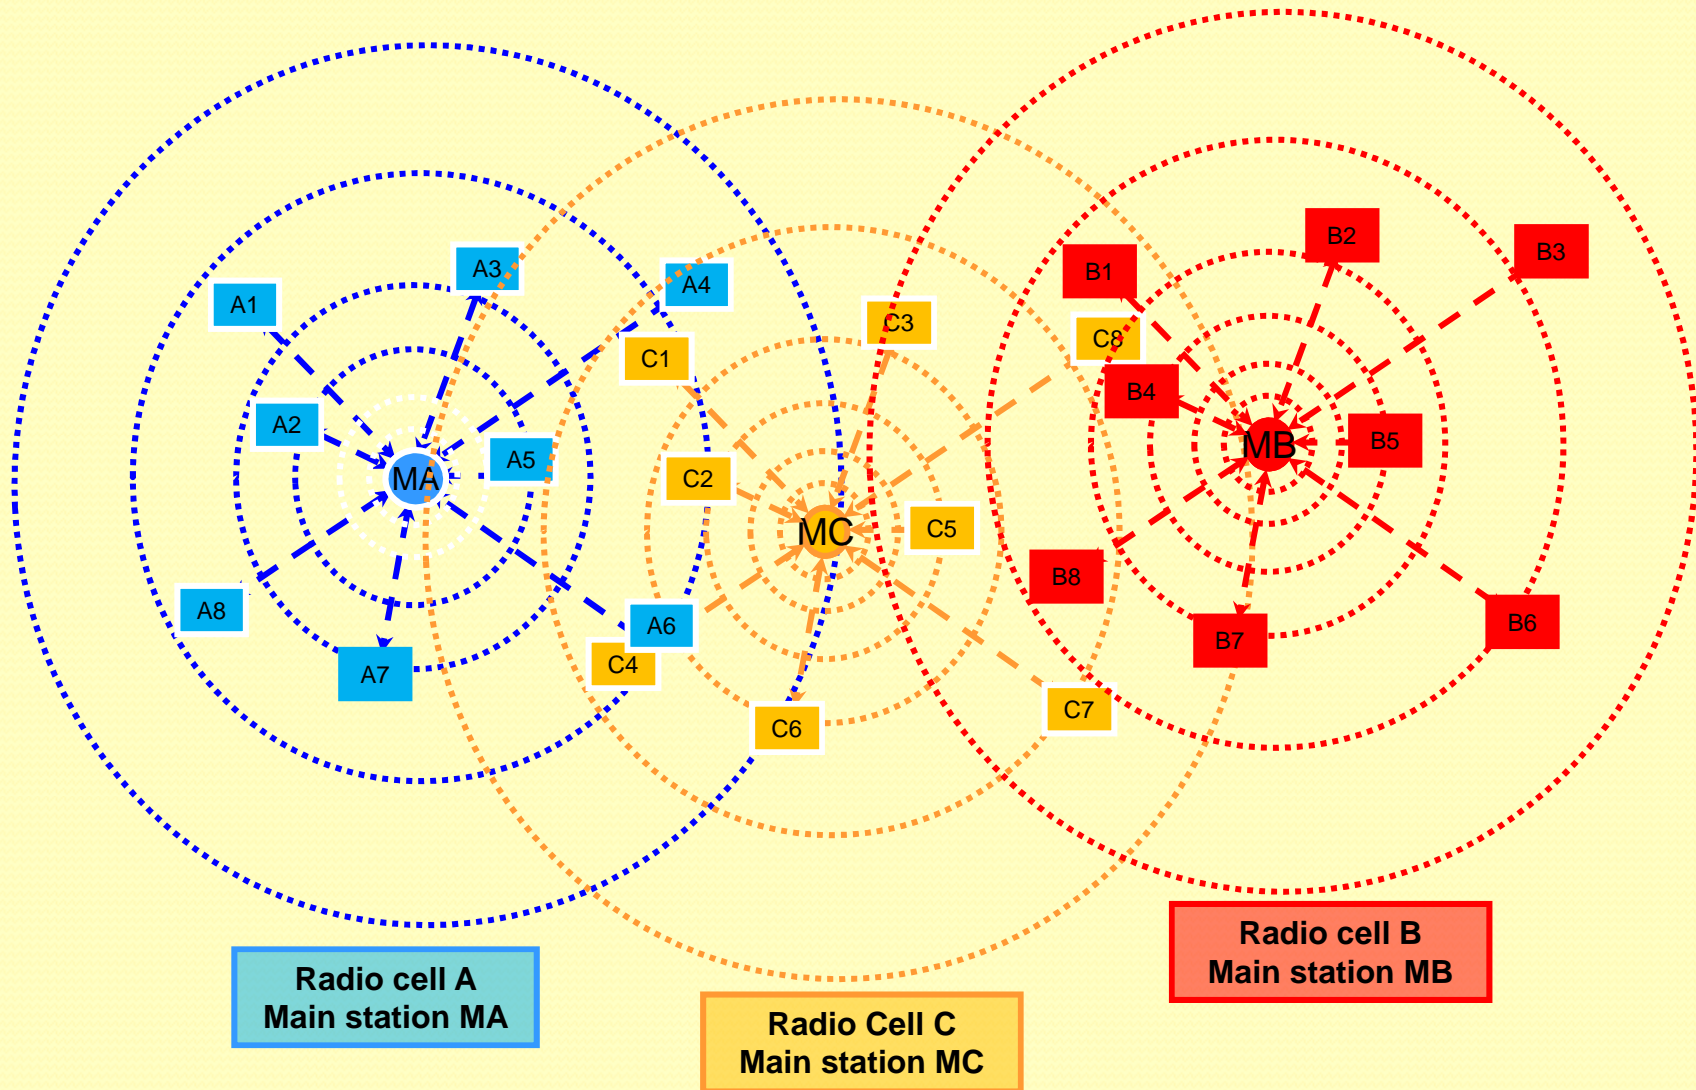 A1
A2
A3
A4
A5
MA
A6
A7
A8
C1
C2
C3
C4
C5
MC
C6
C7
C8
B1
B2
B3
B4
B5
MB
B6
B7
B8
Radio cell A
Main station MA
Radio Cell C
Main station MC
Radio cell B
Main station MB